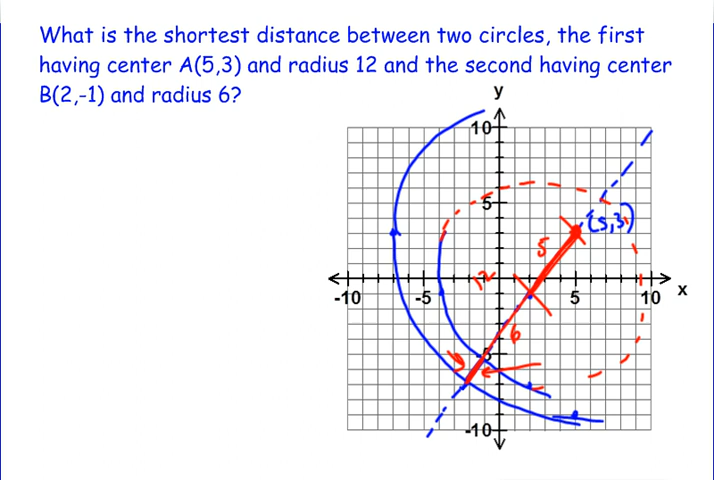 What is the shortest distance between two circles, the first
having center A(5,3) and radius 12 and the second having center
B(2,-1) and radius 6?
y
10
5
(5,3)
5
12
-10
-5
5
10
x
6
-5
-10